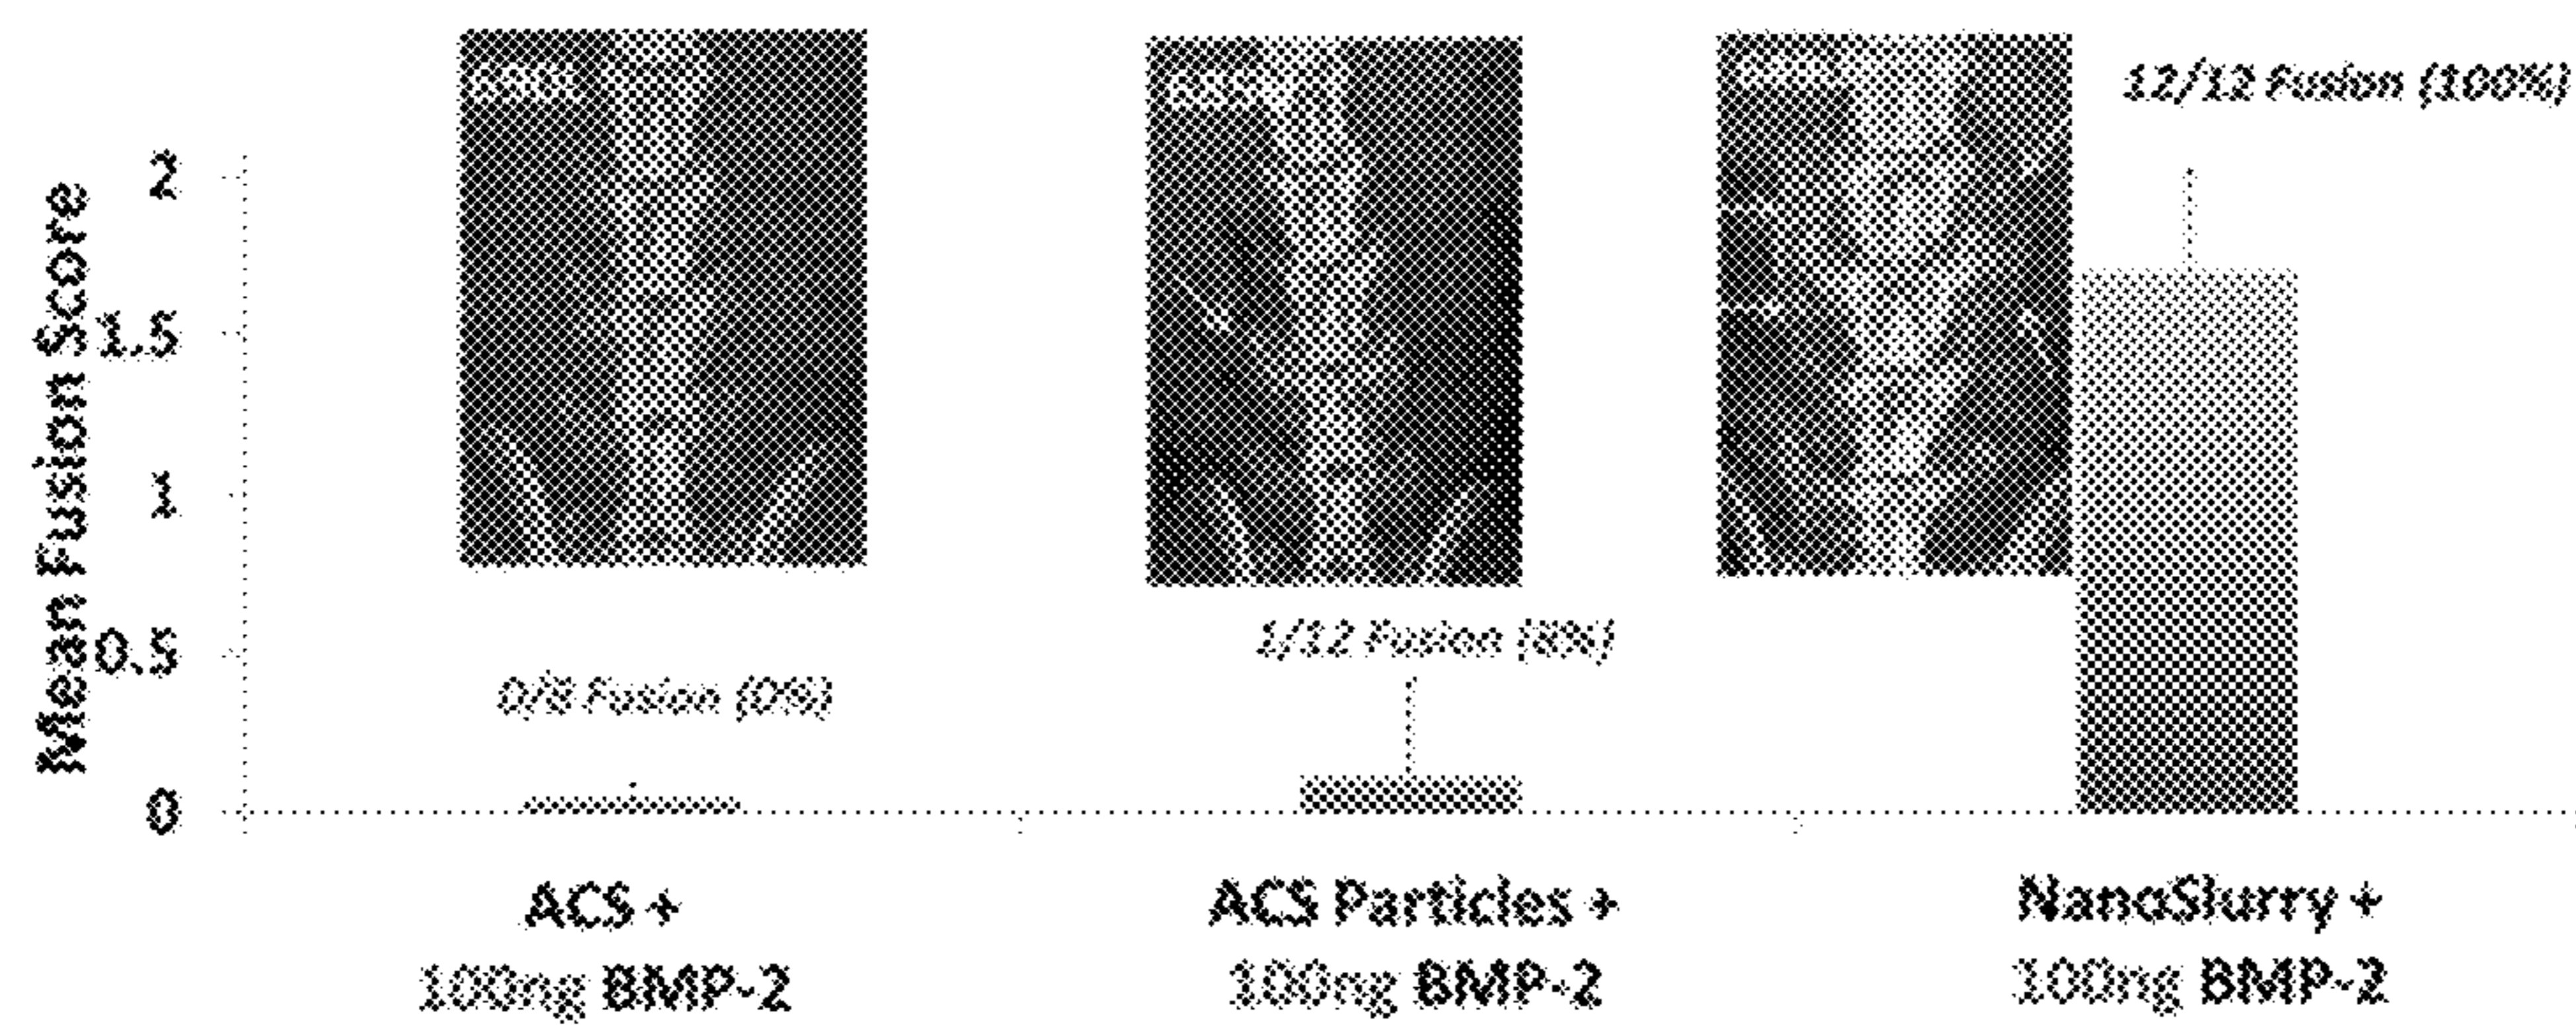 12/12 Fusion (100%)
Mean Fusion Score
2
1.5
1
0.5
0
0/8 Fusion (0%)
1/12 Fusion (8%)
ACS +
100ng BMP-2
ACS Particles +
100ng BMP-2
NanoSlurry +
100ng BMP-2